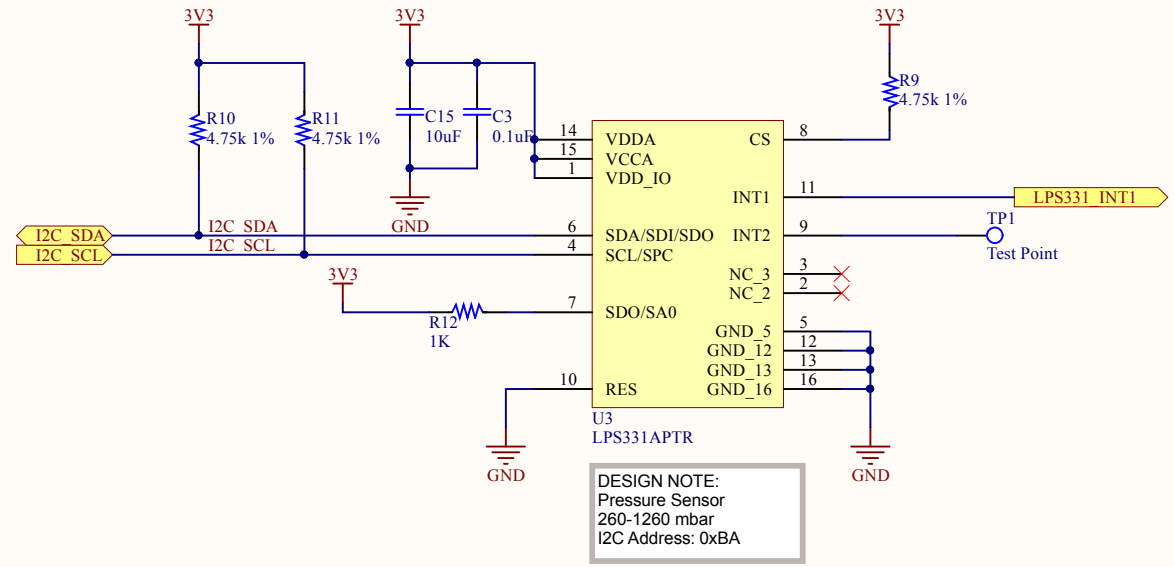 3V3
3V3
3V3
R10
4.75k 1%
R11
4.75k 1%
C15
10uF
C3
0.1uF
R9
4.75k 1%
GND
14
VDDA
15
VCCA
1
VDD_IO
CS
8
INT1
11
LPS331_INT1
I2C_SDA
I2C_SDA
6
SDA/SDI/SDO
INT2
9
TP1
Test Point
I2C_SCL
I2C_SCL
4
SCL/SPC
NC_3
3
NC_2
2
3V3
R12
1K
7
SDO/SA0
GND_5
5
GND_12
12
GND_13
13
GND_16
16
10
RES
U3
LPS331APTR
GND
GND
DESIGN NOTE:
Pressure Sensor
260-1260 mbar
I2C Address: 0xBA